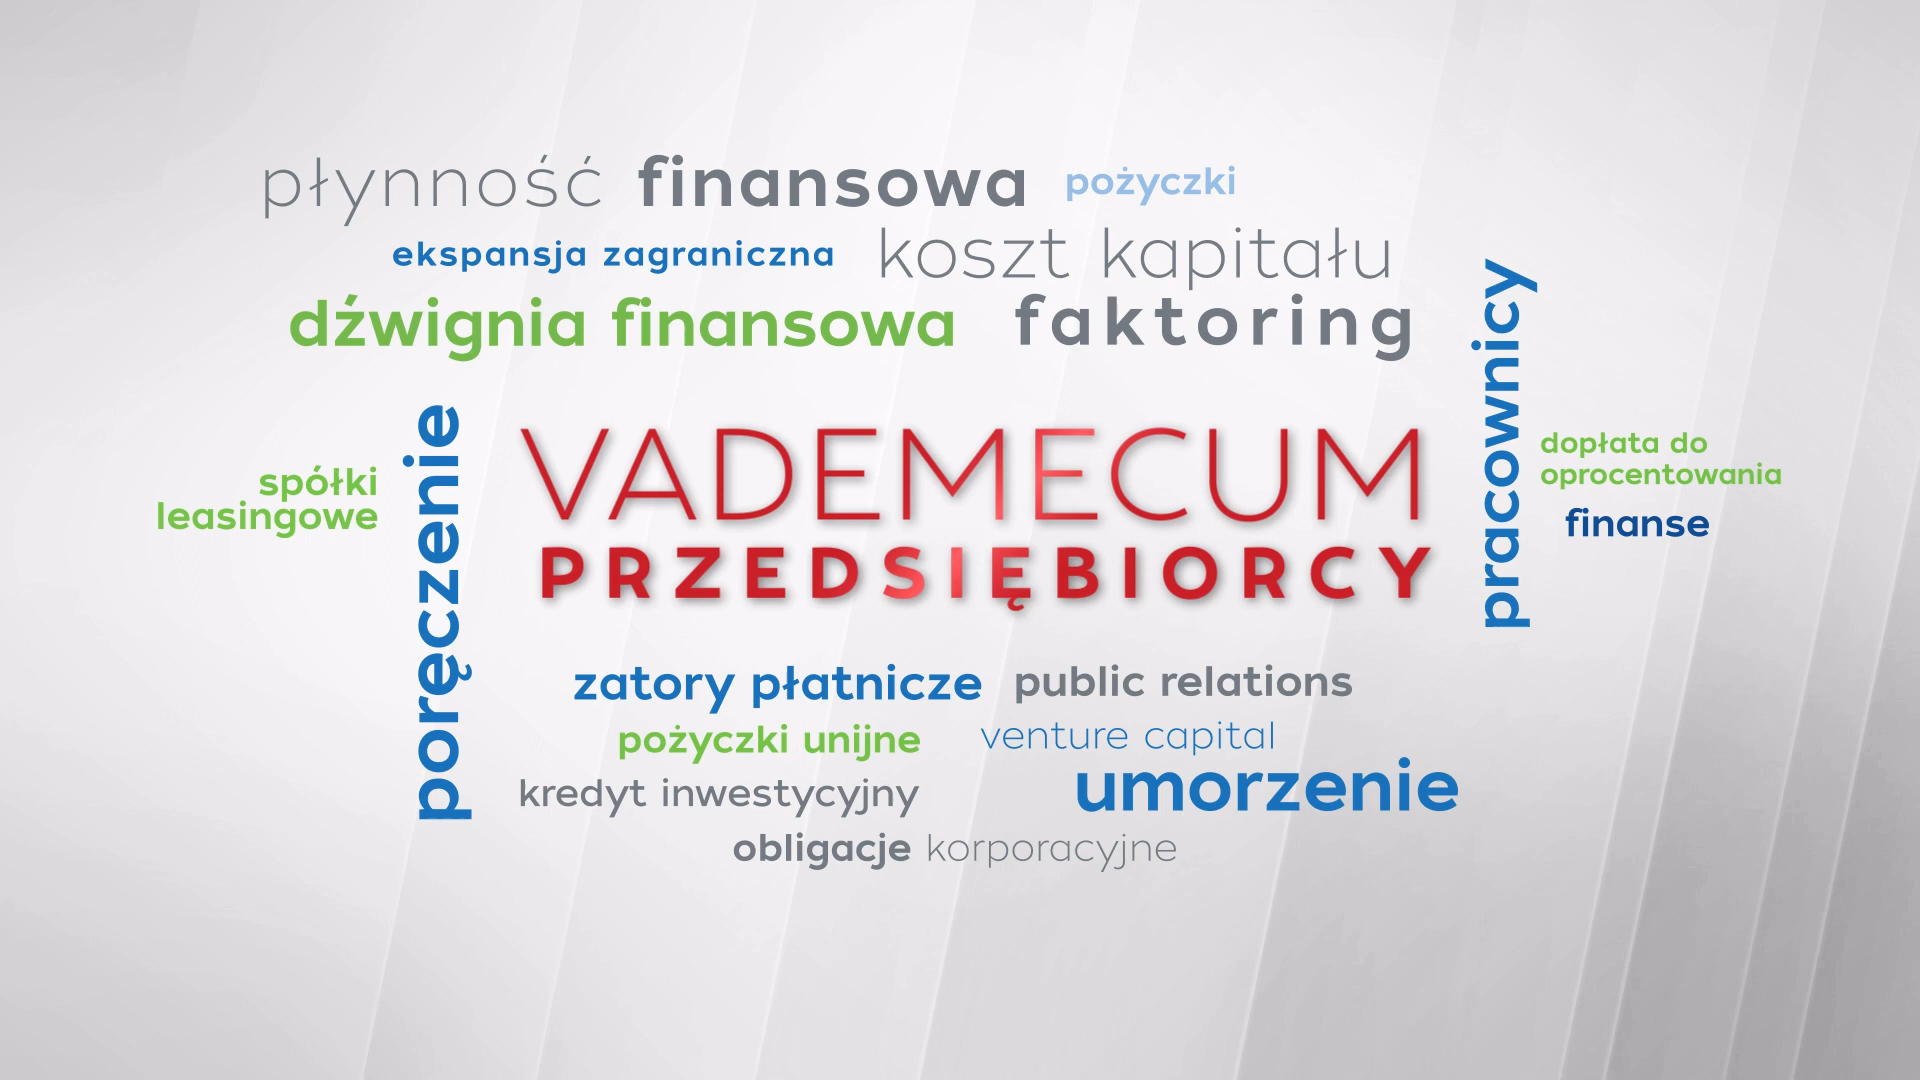 płynność finansowa pożyczki
ekspansja zagraniczna koszt kapitału
dźwignia finansowa faktoring
pracownicy
poręczenie
spółki
leasingowe
VADEMECUM
PRZEDSIĘBIORCY
dopłata do
oprocentowania
finanse
zatory płatnicze public relations
pożyczki unijne venture capital
kredyt inwestycyjny umorzenie
obligacje korporacyjne